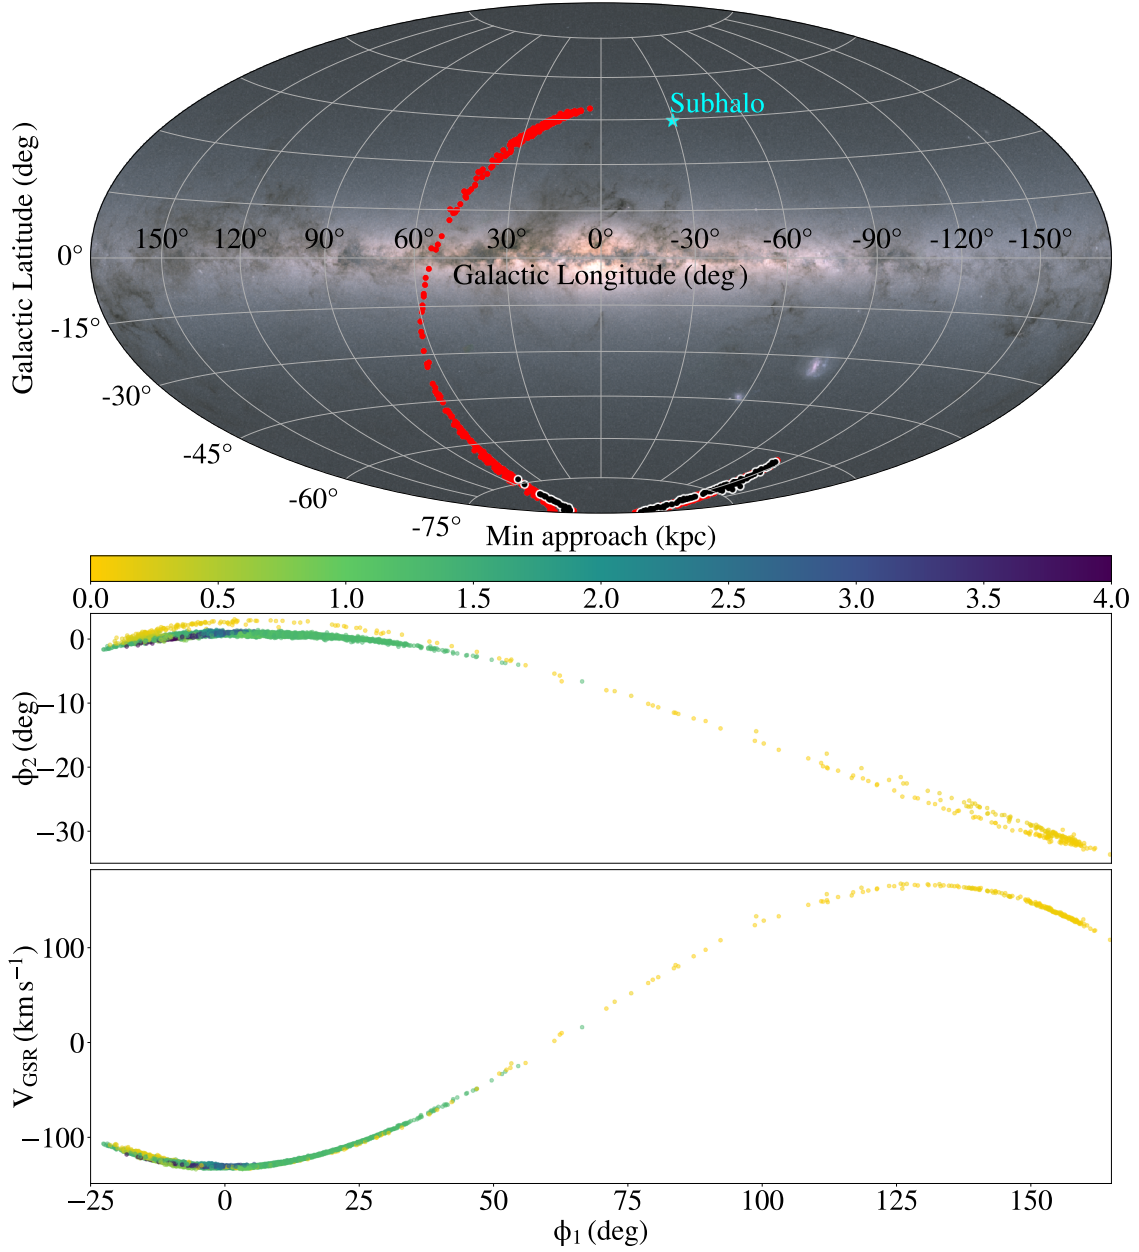 Subhalo
Galactic Latitude (deg)
150° 120° 90° 60° 30° 0° -30° -60° -90° -120° -150°
0°
Galactic Longitude (deg)
-15°
-30°
-45°
-60°
-75°
Min approach (kpc)
0.0 0.5 1.0 1.5 2.0 2.5 3.0 3.5 4.0
0
−10
−20
−30
ϕ₂ (deg)
100
0
−100
V_GSR (km s⁻¹)
−25 0 25 50 75 100 125 150
ϕ₁ (deg)